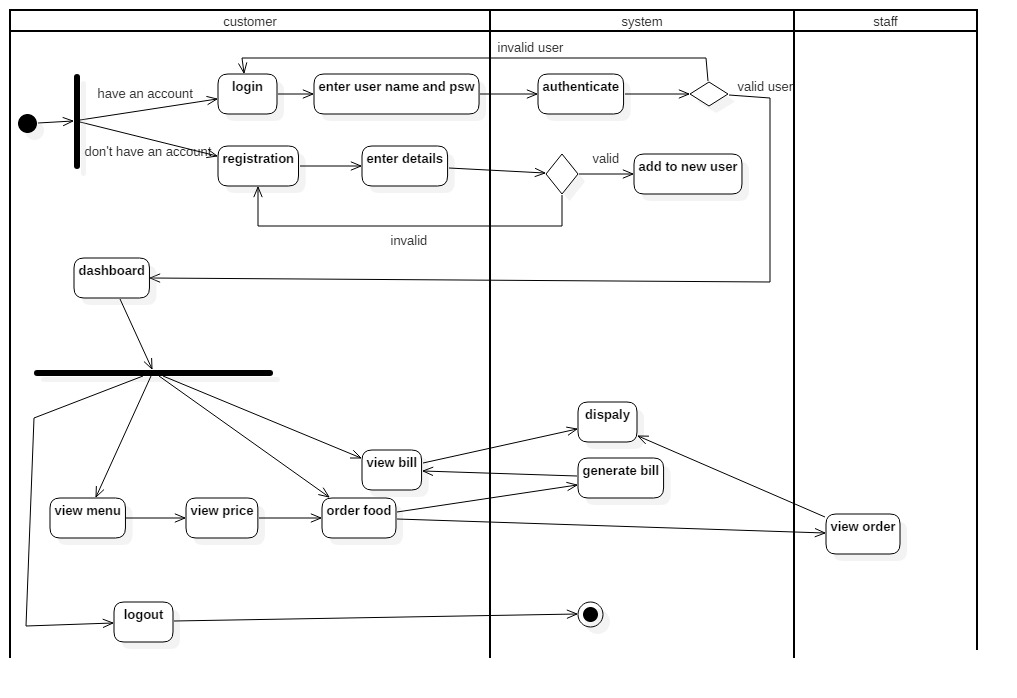 customer
system
staff
invalid user
login
enter user name and psw
authenticate
valid user
have an account
don't have an account
registration
enter details
valid
add to new user
invalid
dashboard
dispaly
view bill
generate bill
view menu
view price
order food
view order
logout